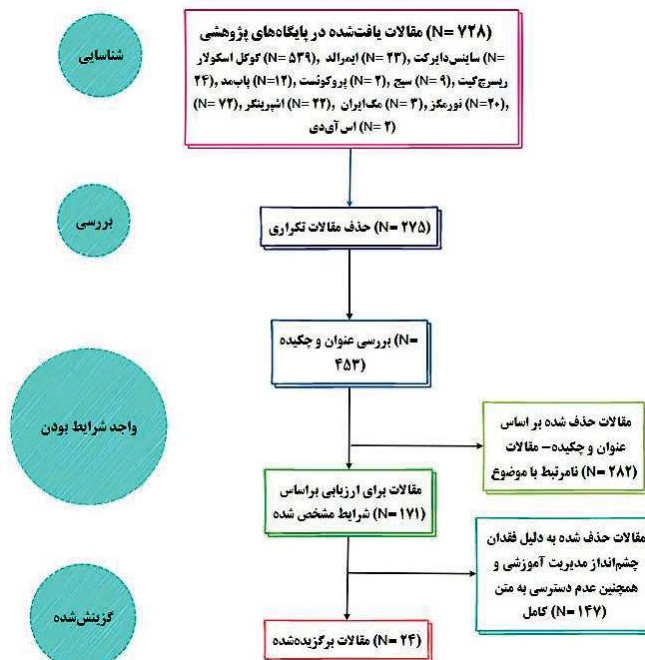 شناسایی
مقالات یافت‌شده در پایگاه‌های پژوهشی (N= ۷۲۸)
ساینس‌دایرکت (N=
۲۳), ایمرالد (N= ۵۳۹), گوگل اسکولار
ریسرچ‌گیت (N= ۹), سیج (N= ۲), پروکوئست (N=۱۲), پاب‌مد (۲۴
(N=۲۰), نورمگز (N= ۳), مگ‌ایران (N= ۲۲), اشپرینگر (N= ۷۲),
اس‌آی‌دی (N= ۲)
بررسی
حذف مقالات تکراری (N= ۲۷۵)
بررسی عنوان و چکیده (N=
۴۵۳
واجد شرایط بودن
مقالات حذف شده بر اساس
عنوان و چکیده– مقالات
نامرتبط با موضوع (N= ۲۸۲)
مقالات برای ارزیابی براساس
شرایط مشخص شده (N= ۱۷۱)
مقالات حذف شده به دلیل فقدان
چشم‌انداز مدیریت آموزشی و
همچنین عدم دسترسی به متن
کامل (N= ۱۴۷)
گزینش‌شده
مقالات برگزیده‌شده (N= ۲۴)